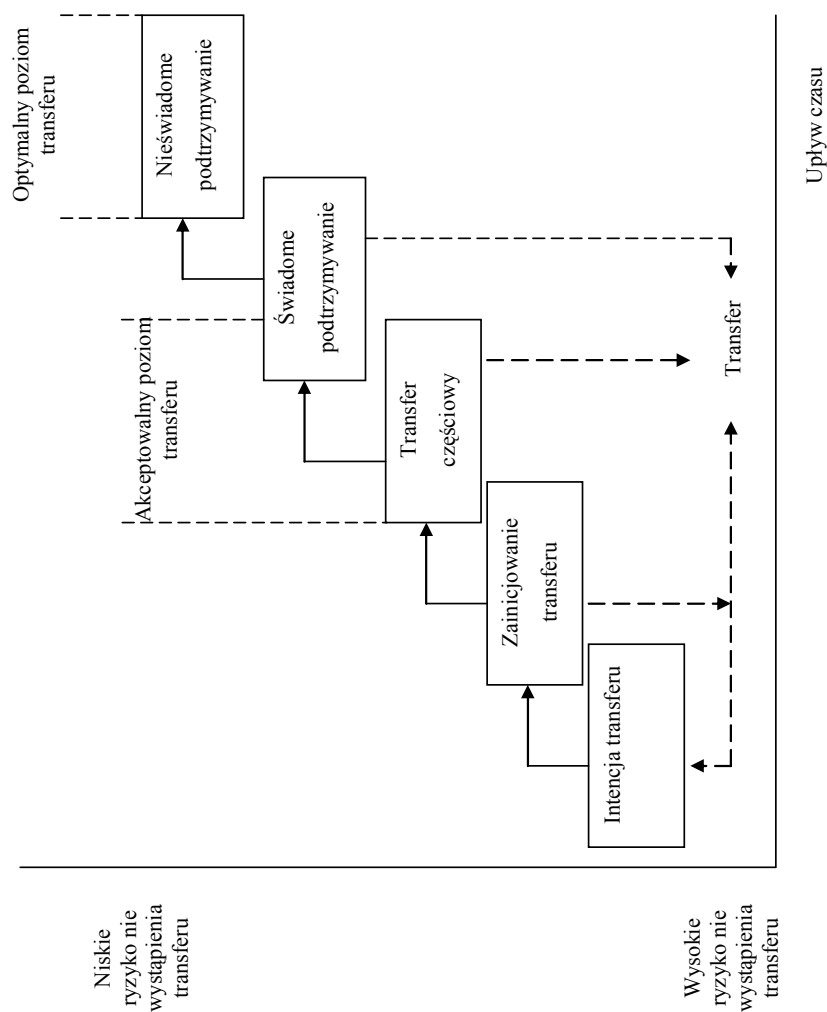 Niskie
ryzyko nie
wystąpienia
transferu
Optymalny poziom
transferu
Nieświadome
podtrzymywanie
Akceptowalny poziom
transferu
Świadome
podtrzymywanie
Transfer
częściowy
Zainicjowanie
transferu
Intencja transferu
Transfer
Wysokie
ryzyko nie
wystąpienia
transferu
Upływ czasu